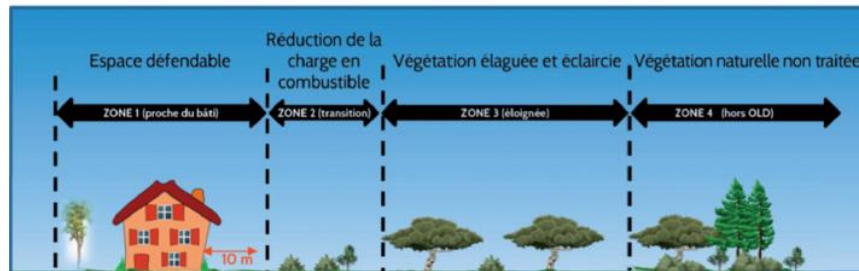 Espace défendable
Réduction de la
charge en
combustible
Végétation élaguée et éclaircie
Végétation naturelle non traitée
ZONE 1 (proche du bâti)
ZONE 2 (transition)
ZONE 3 (éloignée)
ZONE 4 (hors OLD)
10 m